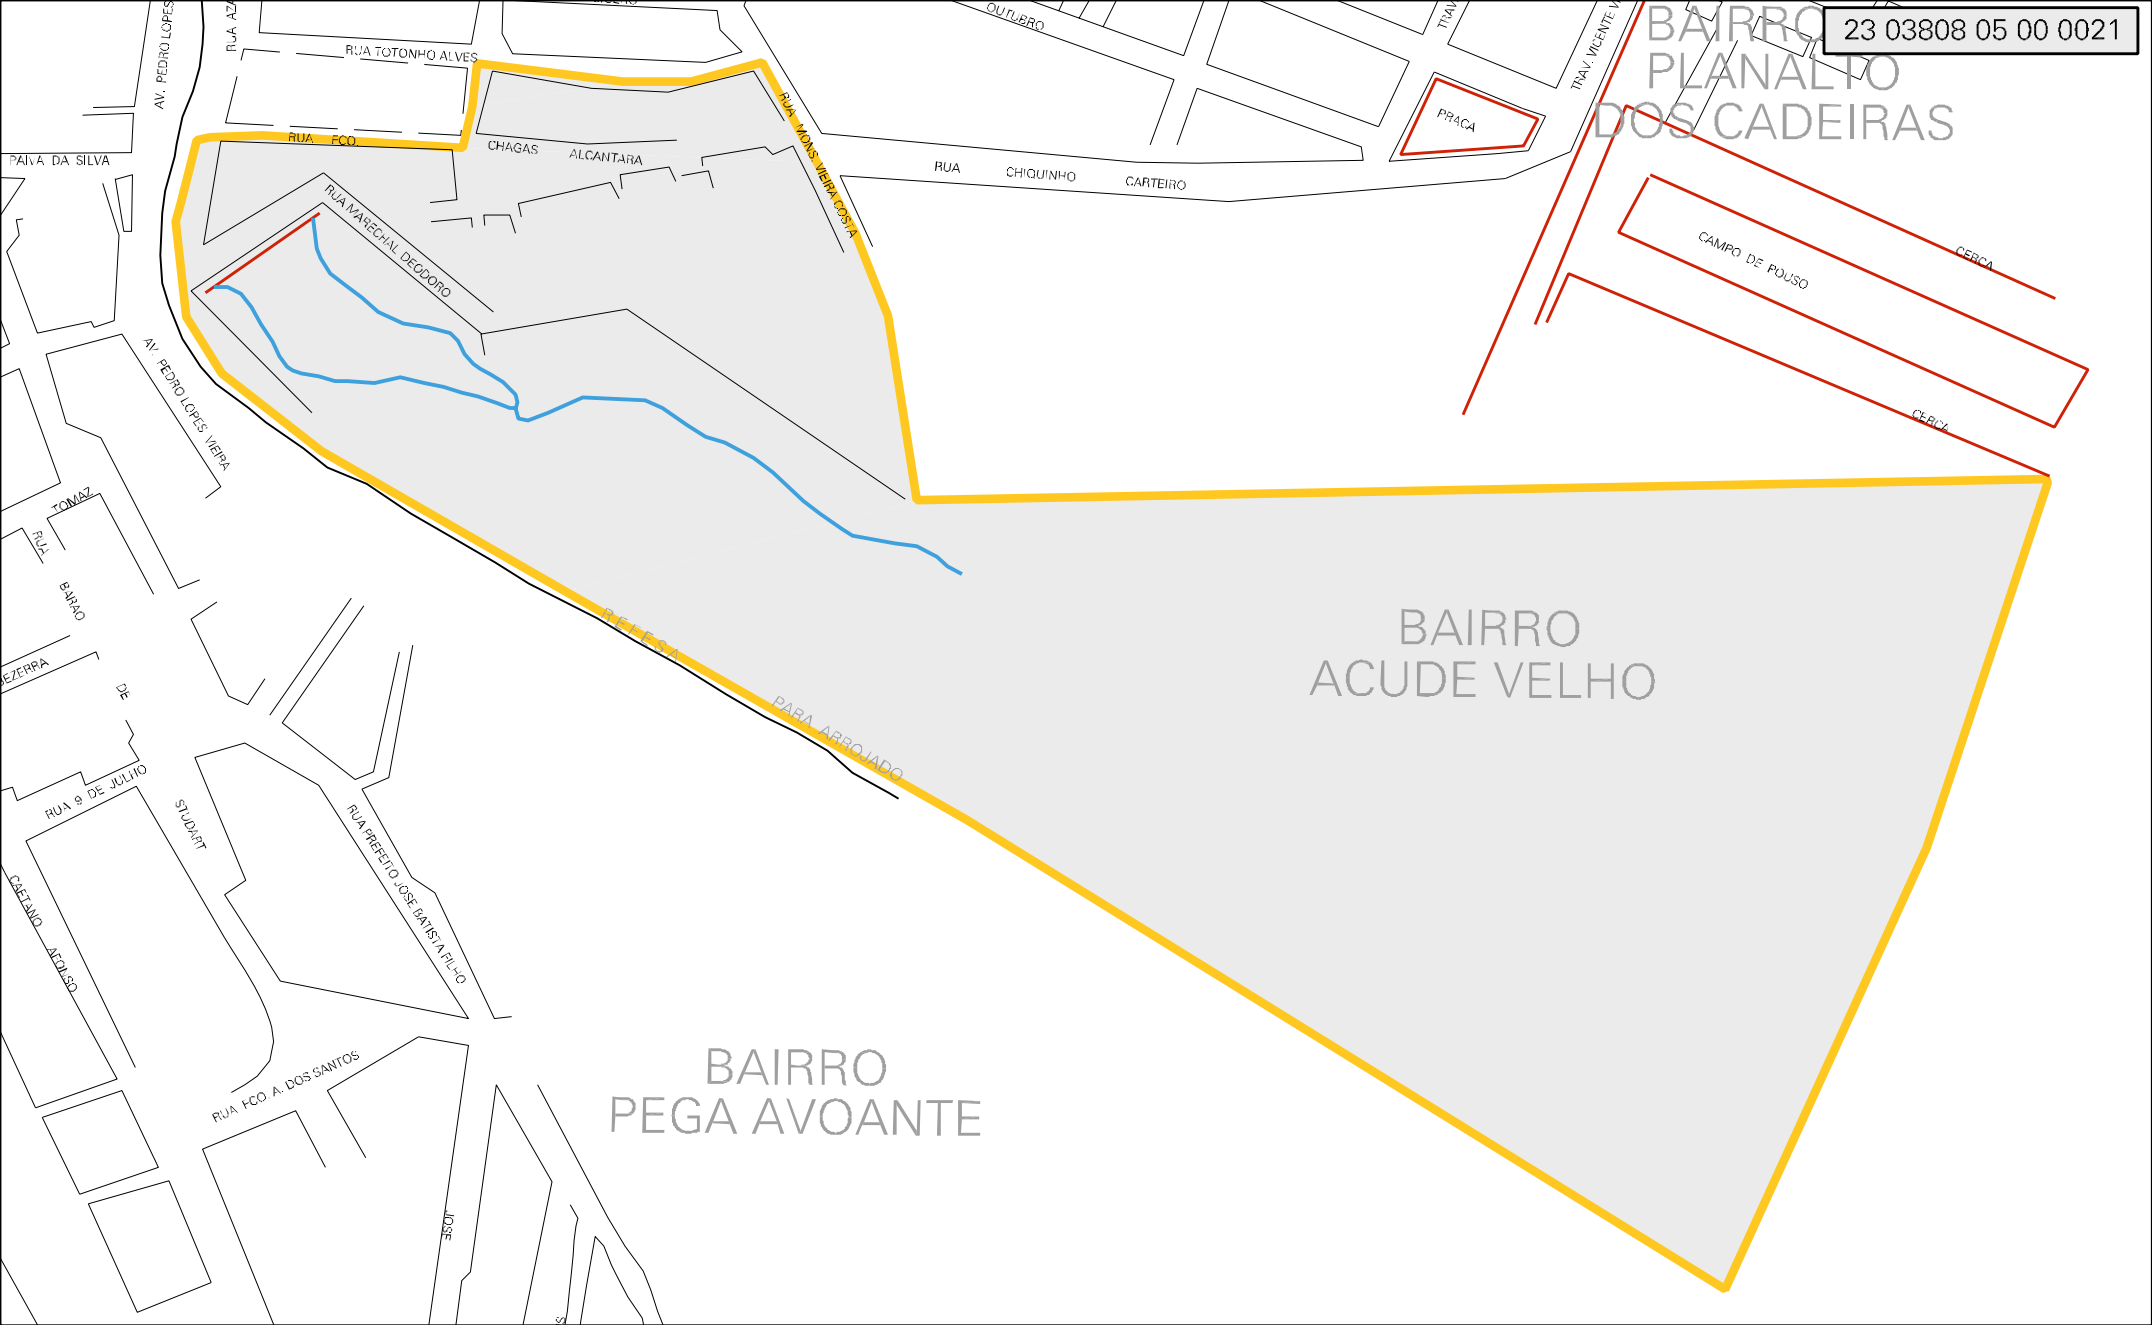 23 03808 05 00 0021
BAIRRO
PLANALTO
DOS CADEIRAS
OUTUBRO
TRAV. VICENTE
AV. PEDRO LOPES
RUA TOTONHO ALVES
RUA FCO.
CHAGAS ALCANTARA
RUA MONS. VIEIRA COSTA
PRACA
PAIVA DA SILVA
RUA CHIQUINHO CARTEIRO
RUA MARECHAL DEODORO
CAMPO DE POUSO
CERCA
CERCA
AV. PEDRO LOPES VIEIRA
TOMAZ
RUA BARAO DE STUDART
BEZERRA
REFESA PARA ARROJADO
BAIRRO
ACUDE VELHO
RUA 9 DE JULHO
RUA PREFEITO JOSE BATISTA FILHO
CAETANO AFONSO
RUA FCO. A. DOS SANTOS
BAIRRO
PEGA AVOANTE
JOSE